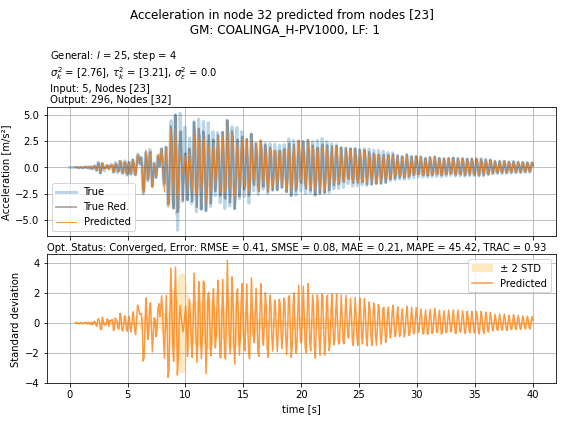 Acceleration in node 32 predicted from nodes [23]
GM: COALINGA_H-PV1000, LF: 1
General: l = 25, step = 4
σ²ₖ = [2.76], τ²ₖ = [3.21], σ²ₑ = 0.0
Input: 5, Nodes [23]
Output: 296, Nodes [32]
Acceleration [m/s²]
5.0
2.5
0.0
−2.5
−5.0
True
True Red.
Predicted
Opt. Status: Converged, Error: RMSE = 0.41, SMSE = 0.08, MAE = 0.21, MAPE = 45.42, TRAC = 0.93
Standard deviation
4
2
0
−2
−4
± 2 STD
Predicted
0 5 10 15 20 25 30 35 40
time [s]